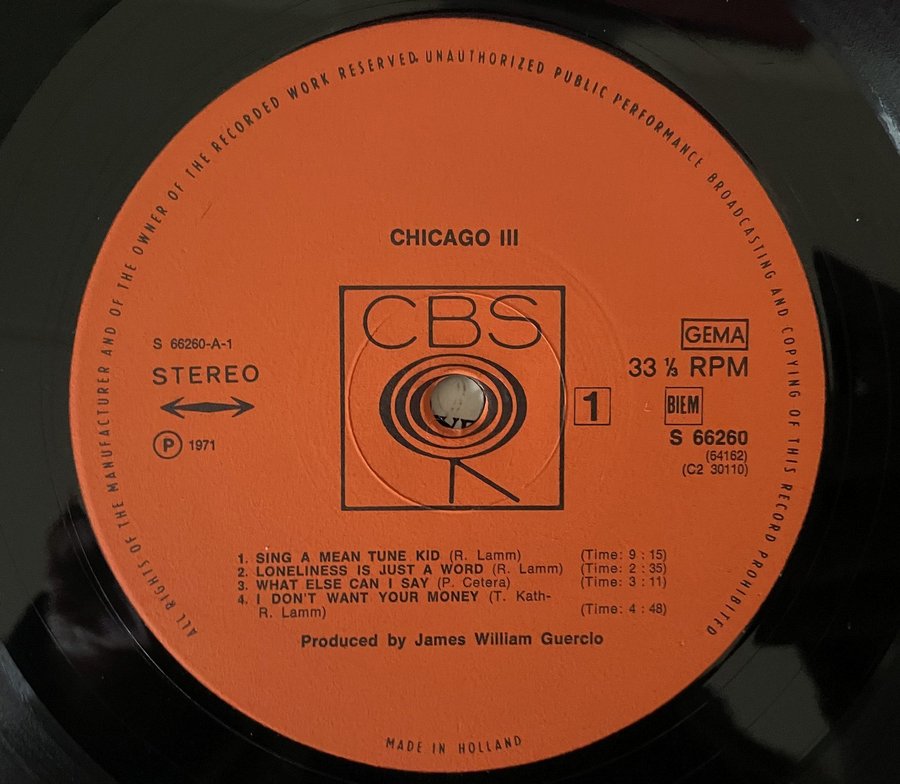 ALL RIGHTS OF THE MANUFACTURER AND OF THE OWNER OF THE RECORDED WORK RESERVED. UNAUTHORIZED PUBLIC PERFORMANCE BROADCASTING AND COPYING OF THIS RECORD PROHIBITED
CHICAGO III
CBS
S 66260-A-1
STEREO
Ⓟ 1971
1
GEMA
33 ⅓ RPM
BIEM
S 66260
(64162)
(C2 30110)
1. SING A MEAN TUNE KID (R. Lamm) (Time: 9 : 15)
2. LONELINESS IS JUST A WORD (R. Lamm) (Time: 2 : 35)
3. WHAT ELSE CAN I SAY (P. Cetera) (Time: 3 : 11)
4. I DON'T WANT YOUR MONEY (T. Kath-
R. Lamm) (Time: 4 : 48)
Produced by James William Guercio
MADE IN HOLLAND